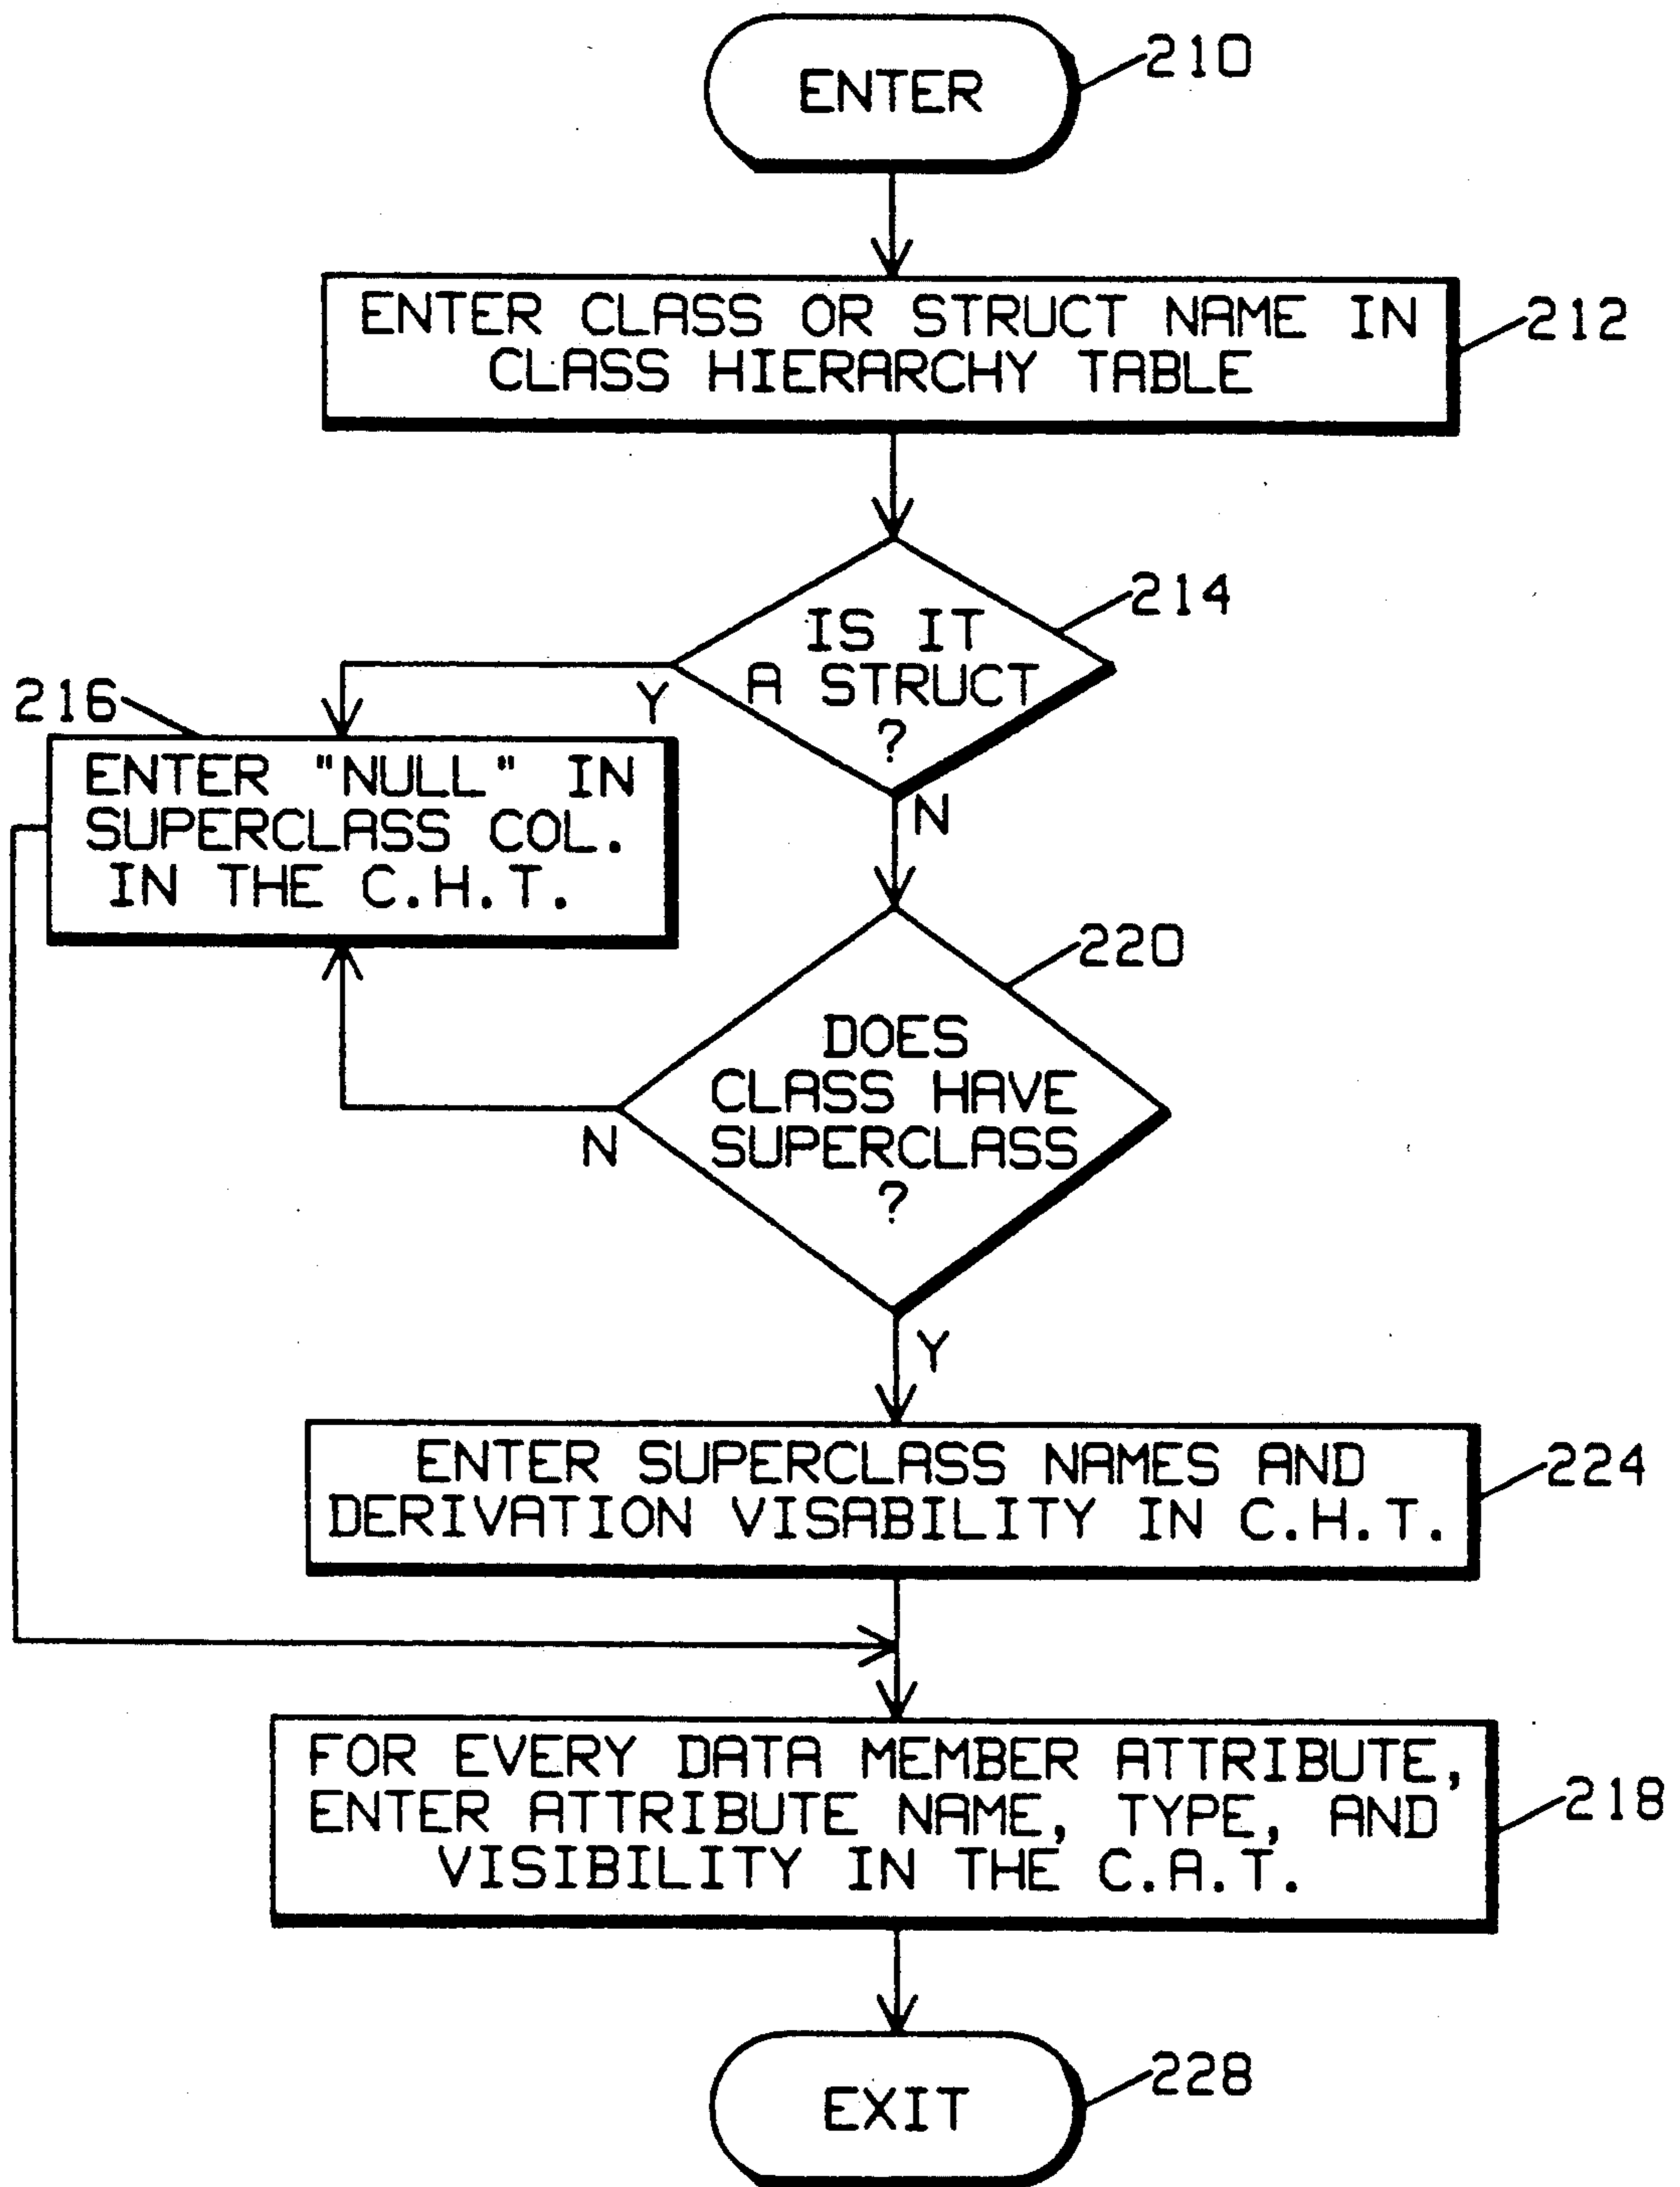 ENTER
210
ENTER CLASS OR STRUCT NAME IN
CLASS HIERARCHY TABLE
212
IS IT
A STRUCT
?
214
Y
N
216
ENTER "NULL" IN
SUPERCLASS COL.
IN THE C.H.T.
220
DOES
CLASS HAVE
SUPERCLASS
?
N
Y
ENTER SUPERCLASS NAMES AND
DERIVATION VISABILITY IN C.H.T.
224
FOR EVERY DATA MEMBER ATTRIBUTE,
ENTER ATTRIBUTE NAME, TYPE, AND
VISIBILITY IN THE C.A.T.
218
EXIT
228